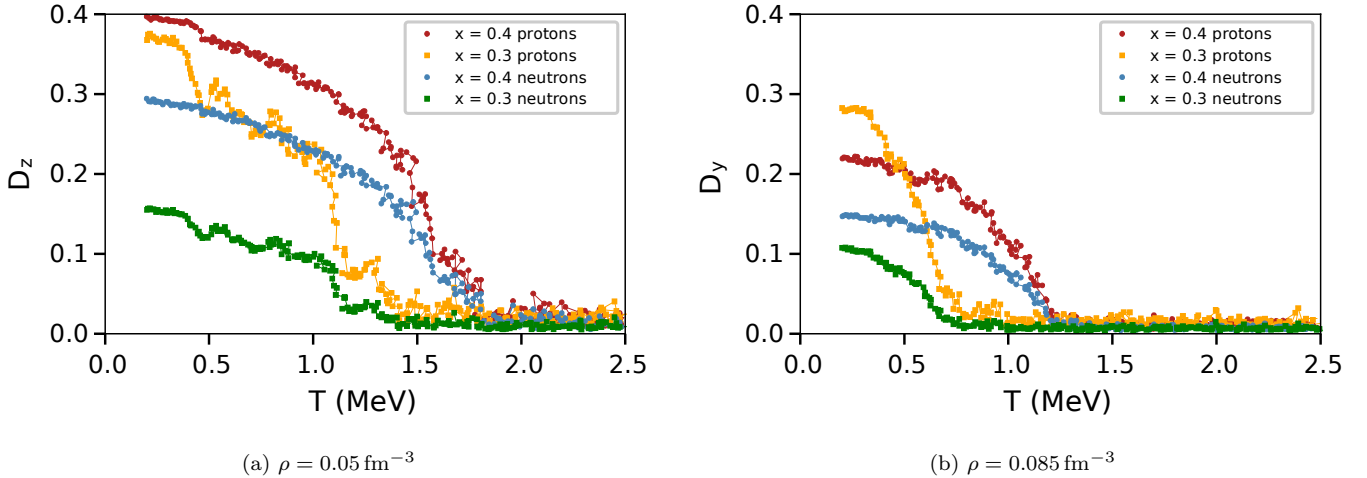 0.4
0.3
0.2
0.1
0.0
D_z
0.0 0.5 1.0 1.5 2.0 2.5
T (MeV)
x = 0.4 protons
x = 0.3 protons
x = 0.4 neutrons
x = 0.3 neutrons
(a) ρ = 0.05 fm⁻³
0.4
0.3
0.2
0.1
0.0
D_y
0.0 0.5 1.0 1.5 2.0 2.5
T (MeV)
x = 0.4 protons
x = 0.3 protons
x = 0.4 neutrons
x = 0.3 neutrons
(b) ρ = 0.085 fm⁻³